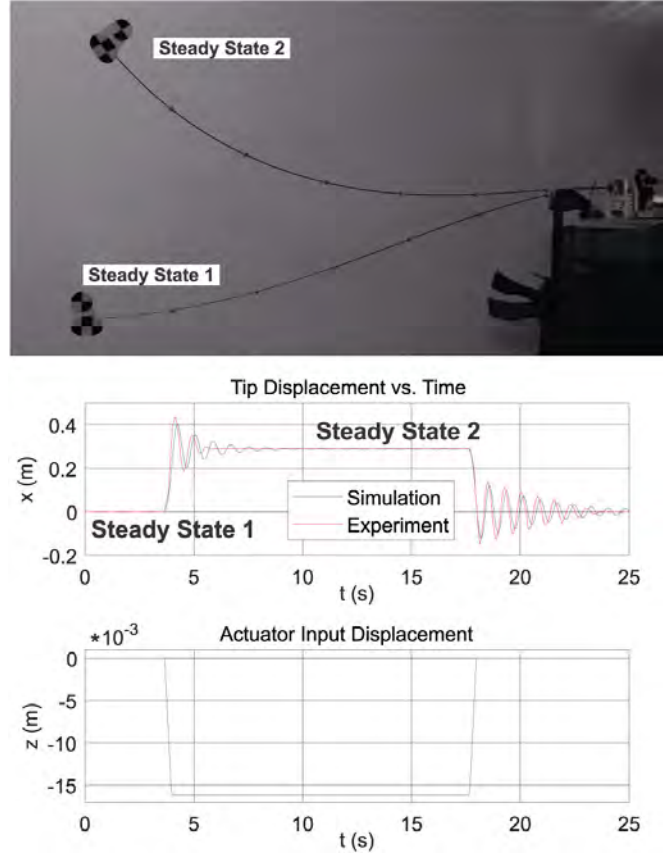 Steady State 2
Steady State 1
Tip Displacement vs. Time
x (m)
0.4
0.2
0
-0.2
Steady State 2
Steady State 1
Simulation
Experiment
0 5 10 15 20 25
t (s)
*10^-3
Actuator Input Displacement
z (m)
0
-5
-10
-15
0 5 10 15 20 25
t (s)